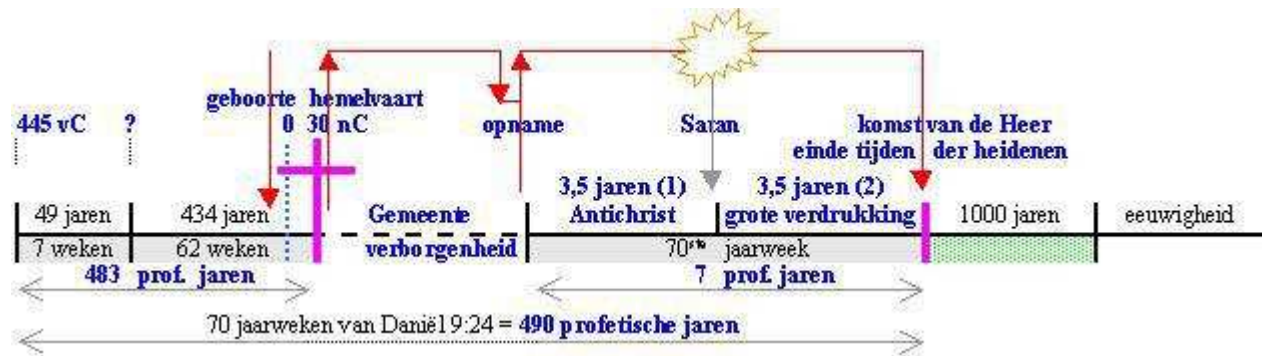 geboorte hemelvaart
445 vC ? 0 30 nC opname Satan komst van de Heer
einde tijden der heidenen
3,5 jaren (1) 3,5 jaren (2)
49 jaren 434 jaren Gemeente Antichrist grote verdrukking 1000 jaren eeuwigheid
7 weken 62 weken verborgenheid 70ste jaarweek
483 prof. jaren 7 prof. jaren
70 jaarweken van Daniël 9:24 = 490 profetische jaren